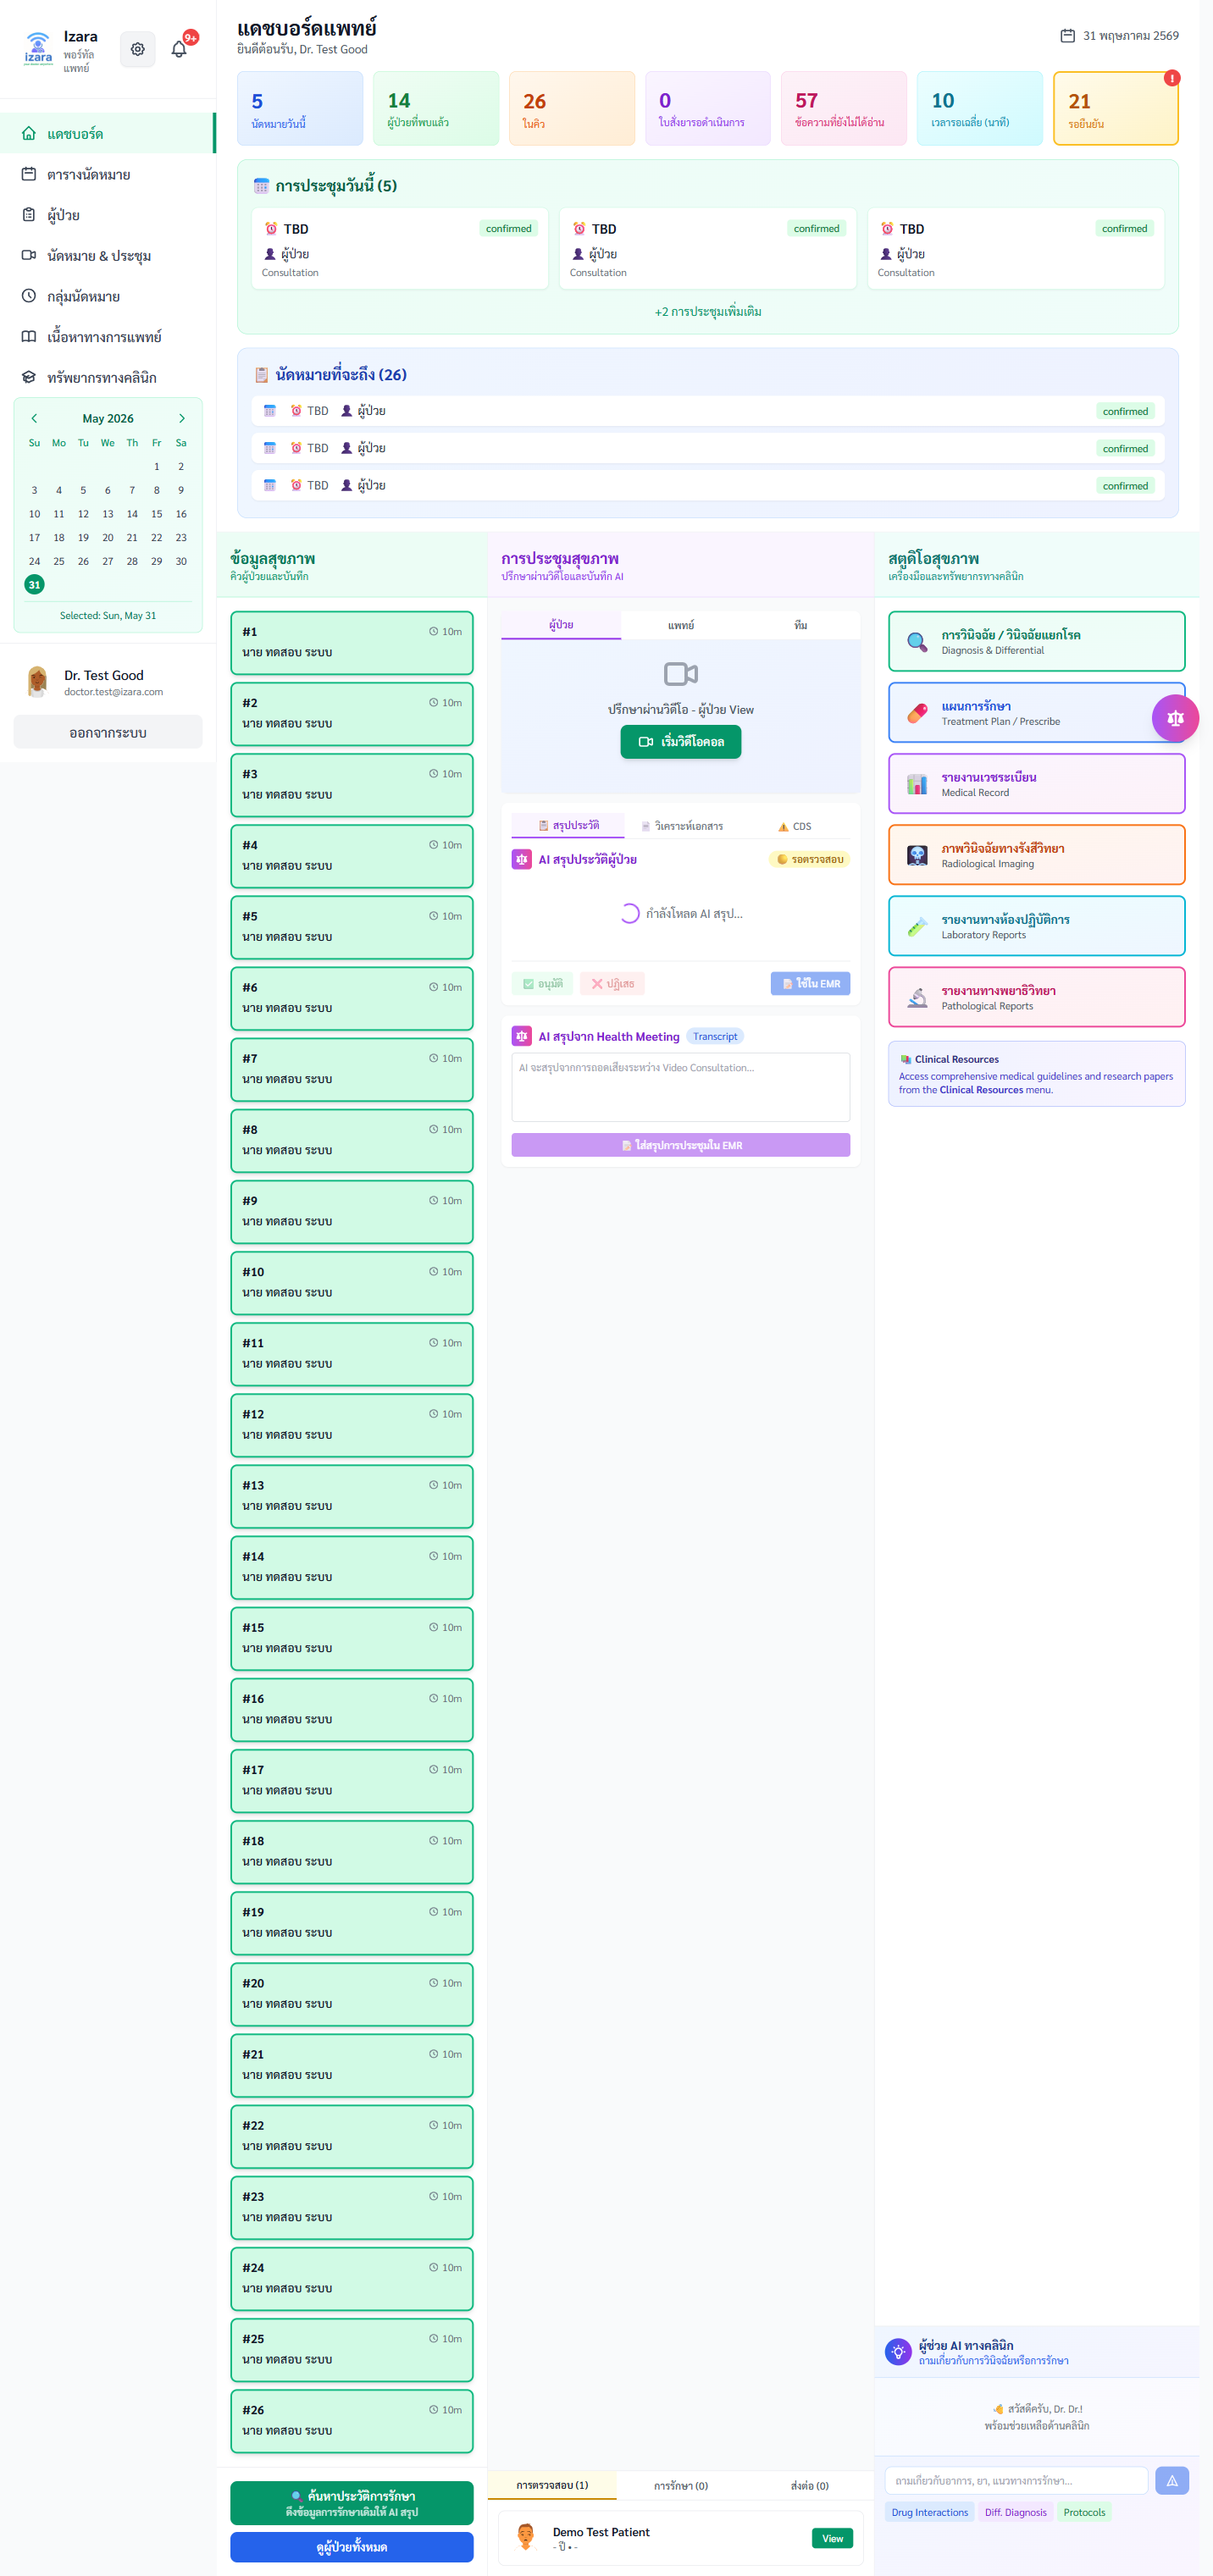 Izara
พอร์ทัล
แพทย์
9+
izara
แดชบอร์ด
ตารางนัดหมาย
ผู้ป่วย
นัดหมาย & ประชุม
กลุ่มนัดหมาย
เนื้อหาทางการแพทย์
ทรัพยากรทางคลินิก
May 2026
Su Mo Tu We Th Fr Sa
1 2
3 4 5 6 7 8 9
10 11 12 13 14 15 16
17 18 19 20 21 22 23
24 25 26 27 28 29 30
31
Selected: Sun, May 31
Dr. Test Good
doctor.test@izara.com
ออกจากระบบ
แดชบอร์ดแพทย์
ยินดีต้อนรับ, Dr. Test Good
31 พฤษภาคม 2569
5
นัดหมายวันนี้
14
ผู้ป่วยที่พบแล้ว
26
ในคิว
0
ใบสั่งยารอดำเนินการ
57
ข้อความที่ยังไม่ได้อ่าน
10
เวลารอเฉลี่ย (นาที)
!
21
รอยืนยัน
การประชุมวันนี้ (5)
TBD confirmed
ผู้ป่วย
Consultation
TBD confirmed
ผู้ป่วย
Consultation
TBD confirmed
ผู้ป่วย
Consultation
+2 การประชุมเพิ่มเติม
นัดหมายที่จะถึง (26)
TBD ผู้ป่วย confirmed
TBD ผู้ป่วย confirmed
TBD ผู้ป่วย confirmed
ข้อมูลสุขภาพ
คิวผู้ป่วยและบันทึก
#1 10m
นาย ทดสอบ ระบบ
#2 10m
นาย ทดสอบ ระบบ
#3 10m
นาย ทดสอบ ระบบ
#4 10m
นาย ทดสอบ ระบบ
#5 10m
นาย ทดสอบ ระบบ
#6 10m
นาย ทดสอบ ระบบ
#7 10m
นาย ทดสอบ ระบบ
#8 10m
นาย ทดสอบ ระบบ
#9 10m
นาย ทดสอบ ระบบ
#10 10m
นาย ทดสอบ ระบบ
#11 10m
นาย ทดสอบ ระบบ
#12 10m
นาย ทดสอบ ระบบ
#13 10m
นาย ทดสอบ ระบบ
#14 10m
นาย ทดสอบ ระบบ
#15 10m
นาย ทดสอบ ระบบ
#16 10m
นาย ทดสอบ ระบบ
#17 10m
นาย ทดสอบ ระบบ
#18 10m
นาย ทดสอบ ระบบ
#19 10m
นาย ทดสอบ ระบบ
#20 10m
นาย ทดสอบ ระบบ
#21 10m
นาย ทดสอบ ระบบ
#22 10m
นาย ทดสอบ ระบบ
#23 10m
นาย ทดสอบ ระบบ
#24 10m
นาย ทดสอบ ระบบ
#25 10m
นาย ทดสอบ ระบบ
#26 10m
นาย ทดสอบ ระบบ
ค้นหาประวัติการรักษา
ดึงข้อมูลการรักษาเดิมให้ AI สรุป
ดูผู้ป่วยทั้งหมด
การประชุมสุขภาพ
ปรึกษาผ่านวิดีโอและบันทึก AI
ผู้ป่วย แพทย์ ทีม
ปรึกษาผ่านวิดีโอ - ผู้ป่วย View
เริ่มวิดีโอคอล
สรุปประวัติ วิเคราะห์เอกสาร CDS
AI สรุปประวัติผู้ป่วย รอตรวจสอบ
กำลังโหลด AI สรุป...
อนุมัติ ปฏิเสธ ใช้ใน EMR
AI สรุปจาก Health Meeting Transcript
AI จะสรุปจากการถอดเสียงระหว่าง Video Consultation...
ใส่สรุปการประชุมใน EMR
การตรวจสอบ (1) การรักษา (0) ส่งต่อ (0)
Demo Test Patient
- ปี • -
View
สตูดิโอสุขภาพ
เครื่องมือและทรัพยากรทางคลินิก
การวินิจฉัย / วินิจฉัยแยกโรค
Diagnosis & Differential
แผนการรักษา
Treatment Plan / Prescribe
รายงานเวชระเบียน
Medical Record
ภาพวินิจฉัยทางรังสีวิทยา
Radiological Imaging
รายงานทางห้องปฏิบัติการ
Laboratory Reports
รายงานทางพยาธิวิทยา
Pathological Reports
Clinical Resources
Access comprehensive medical guidelines and research papers
from the Clinical Resources menu.
ผู้ช่วย AI ทางคลินิก
ถามเกี่ยวกับการวินิจฉัยหรือการรักษา
สวัสดีครับ, Dr. Dr.!
พร้อมช่วยเหลือด้านคลินิก
ถามเกี่ยวกับอาการ, ยา, แนวทางการรักษา...
Drug Interactions Diff. Diagnosis Protocols